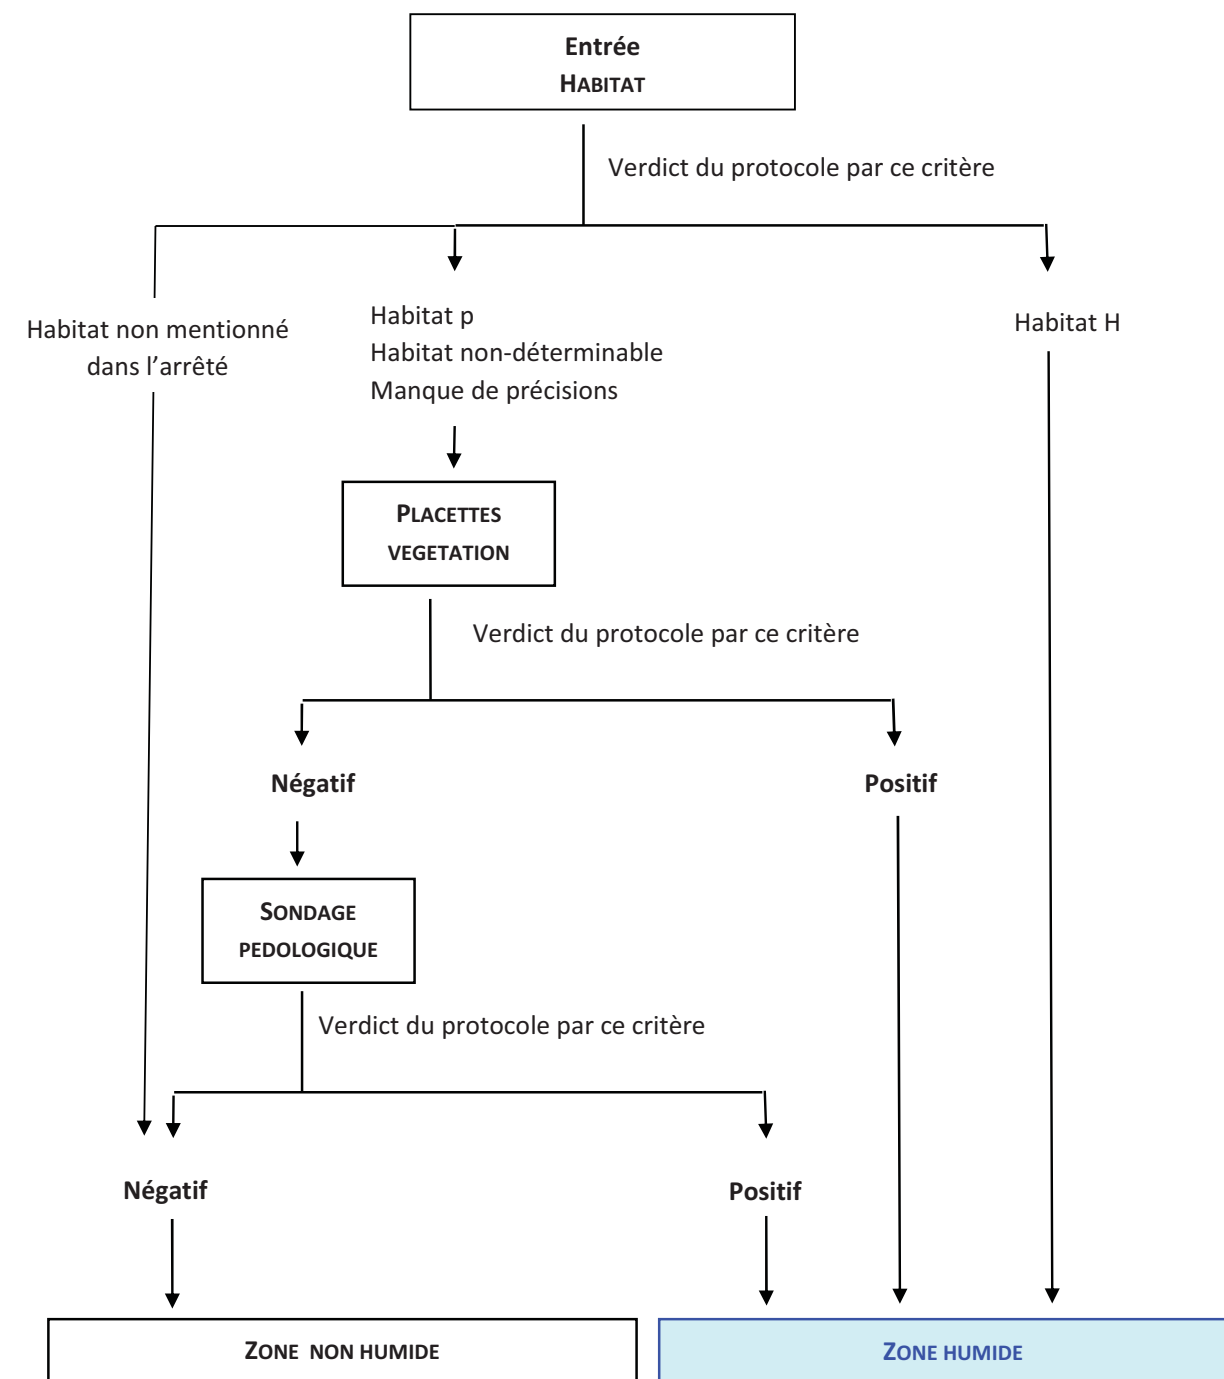 Entrée
HABITAT
Verdict du protocole par ce critère
Habitat non mentionné
dans l’arrêté
Habitat p
Habitat non-déterminable
Manque de précisions
Habitat H
PLACETTES
VEGETATION
Verdict du protocole par ce critère
Négatif
Positif
SONDAGE
PEDOLOGIQUE
Verdict du protocole par ce critère
Négatif
Positif
ZONE NON HUMIDE
ZONE HUMIDE